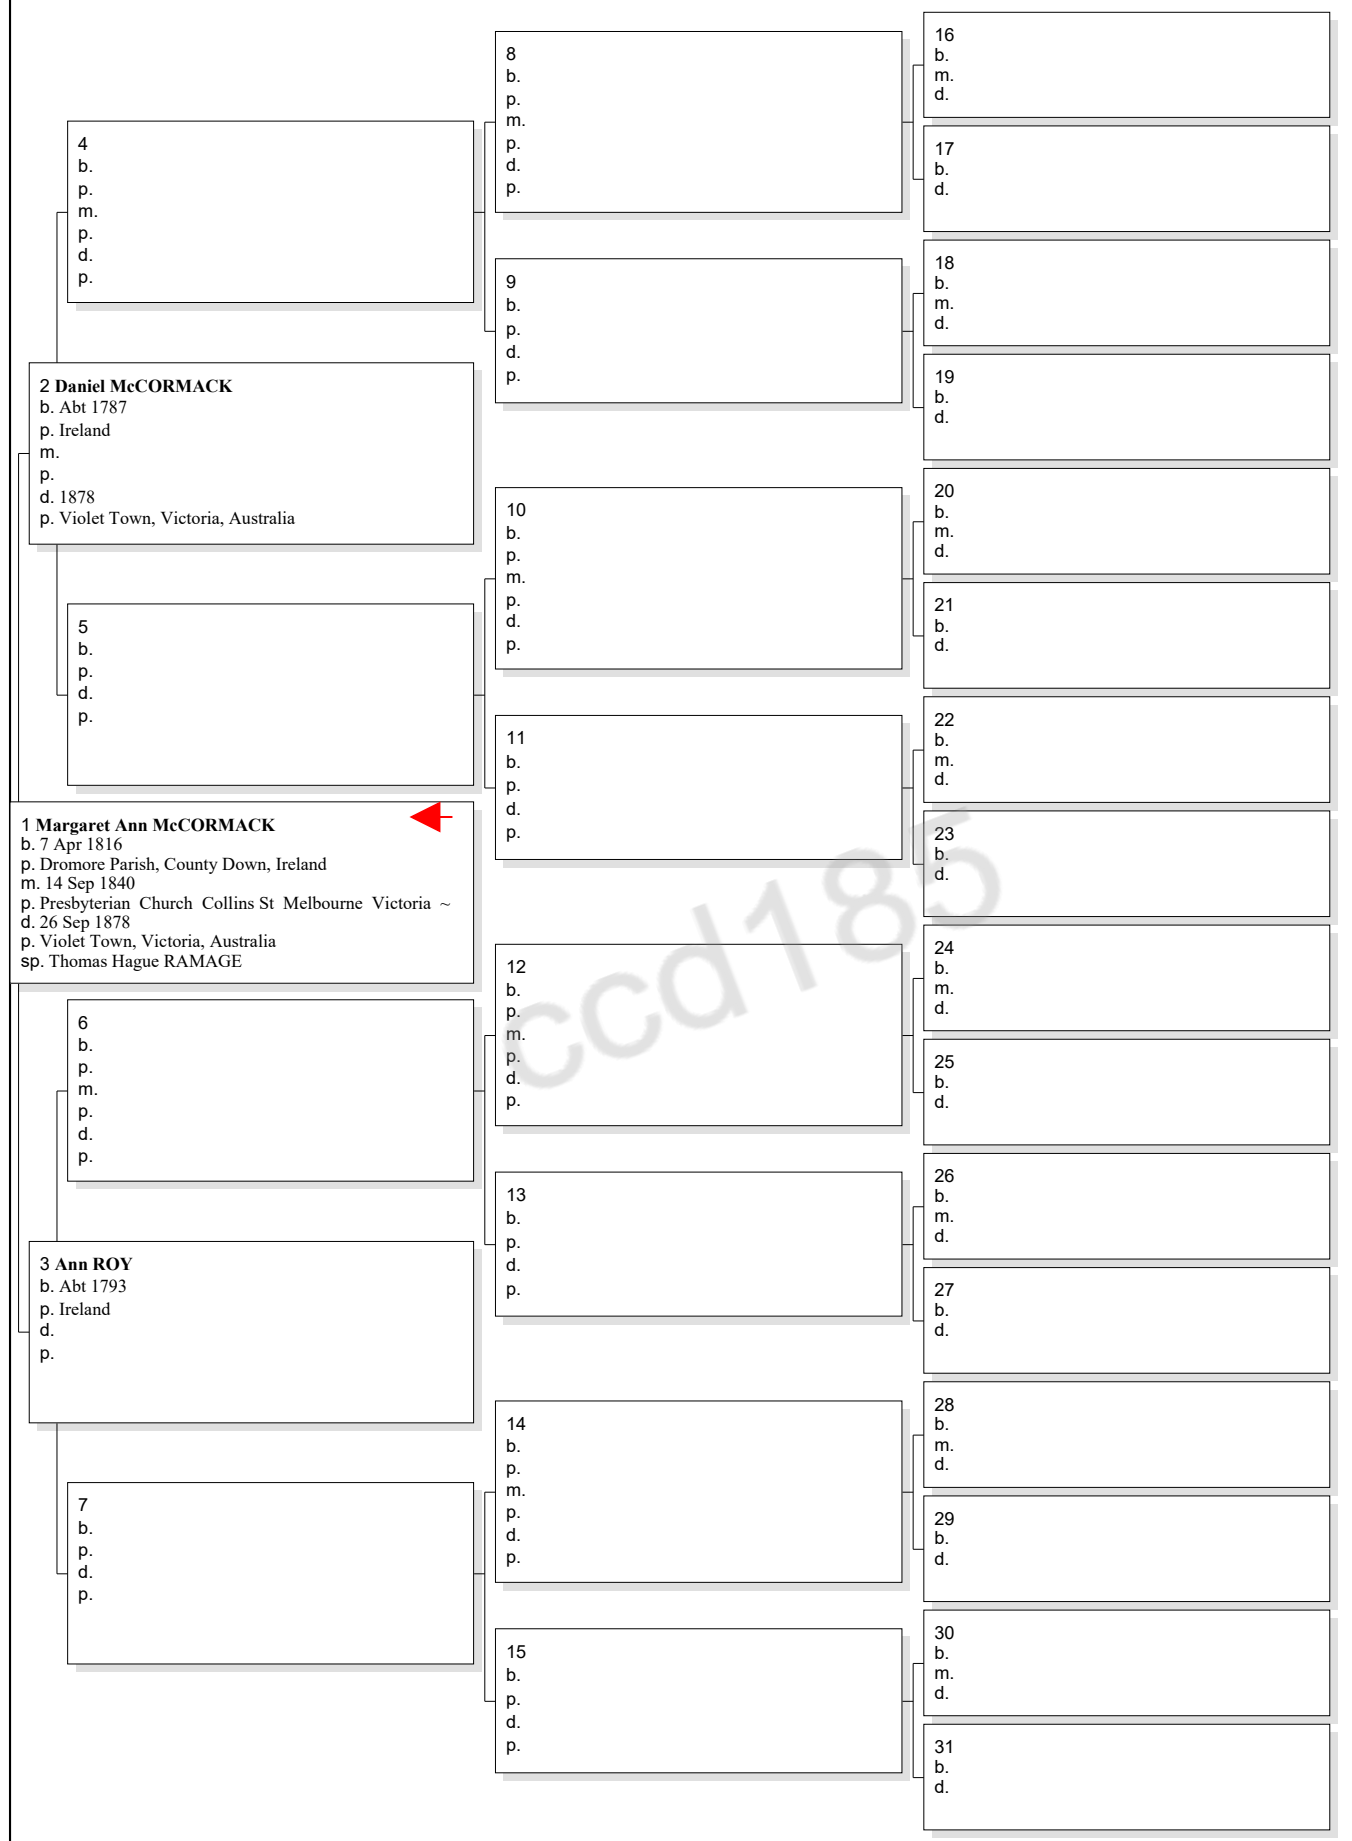 4
b.
p.
m.
p.
d.
p.
2 Daniel McCORMACK
b. Abt 1787
p. Ireland
m.
p.
d. 1878
p. Violet Town, Victoria, Australia
5
b.
p.
d.
p.
1 Margaret Ann McCORMACK
b. 7 Apr 1816
p. Dromore Parish, County Down, Ireland
m. 14 Sep 1840
p. Presbyterian Church Collins St Melbourne Victoria ~
d. 26 Sep 1878
p. Violet Town, Victoria, Australia
sp. Thomas Hague RAMAGE
6
b.
p.
m.
p.
d.
p.
3 Ann ROY
b. Abt 1793
p. Ireland
d.
p.
7
b.
p.
d.
p.
8
b.
p.
m.
p.
d.
p.
9
b.
p.
d.
p.
10
b.
p.
m.
p.
d.
p.
11
b.
p.
d.
p.
12
b.
p.
m.
p.
d.
p.
13
b.
p.
d.
p.
14
b.
p.
m.
p.
d.
p.
15
b.
p.
d.
p.
16
b.
m.
d.
17
b.
d.
18
b.
m.
d.
19
b.
d.
20
b.
m.
d.
21
b.
d.
22
b.
m.
d.
23
b.
d.
24
b.
m.
d.
25
b.
d.
26
b.
m.
d.
27
b.
d.
28
b.
m.
d.
29
b.
d.
30
b.
m.
d.
31
b.
d.
ccd185